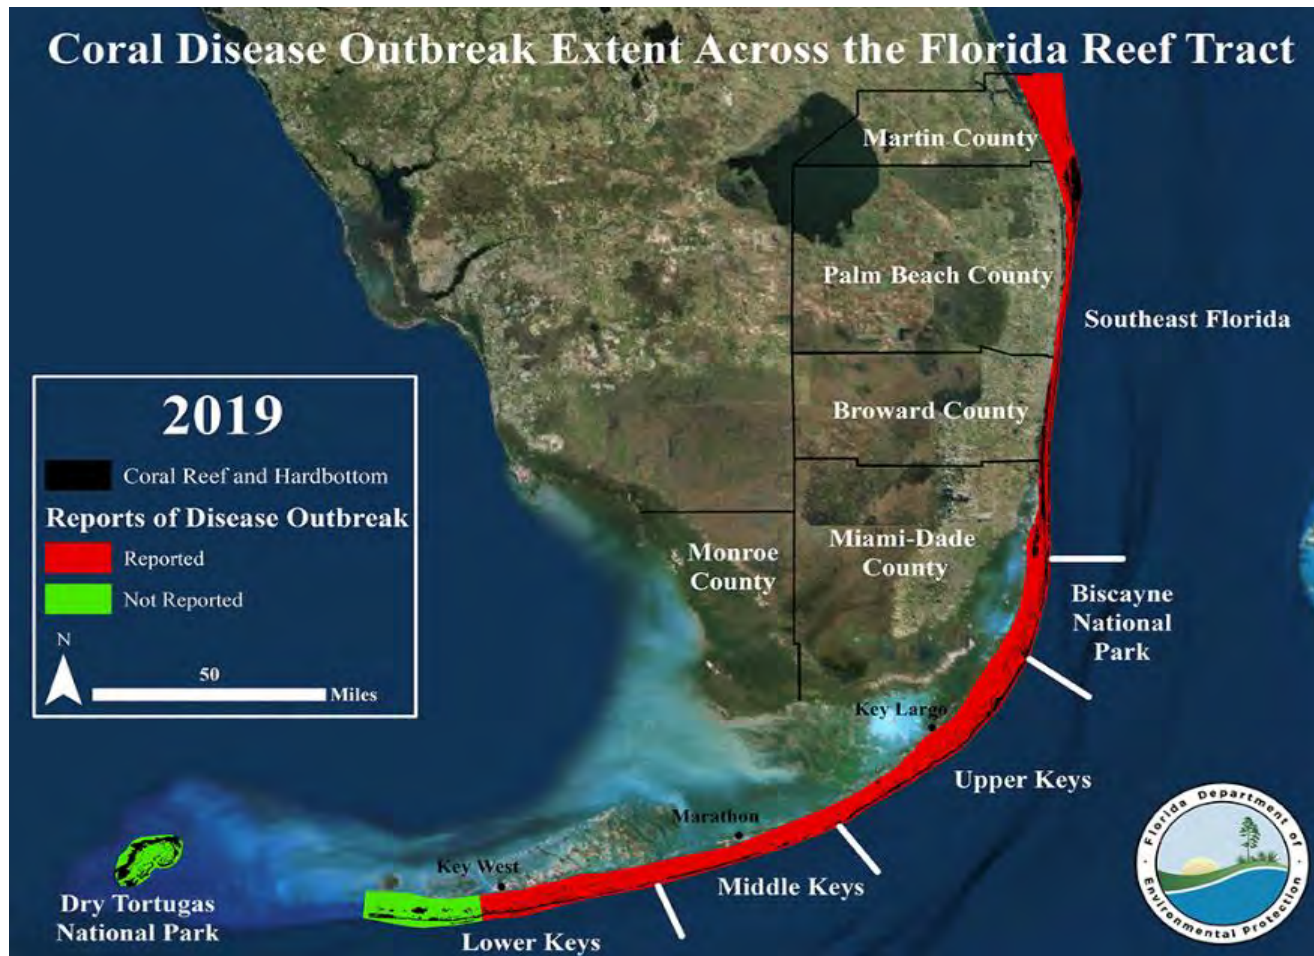 Coral Disease Outbreak Extent Across the Florida Reef Tract
Martin County
Palm Beach County
Southeast Florida
Broward County
Miami-Dade
County
Monroe
County
Biscayne
National
Park
2019
Coral Reef and Hardbottom
Reports of Disease Outbreak
Reported
Not Reported
N
50
Miles
Key Largo
Upper Keys
Marathon
Middle Keys
Key West
Lower Keys
Dry Tortugas
National Park
Florida Department of
Environmental Protection